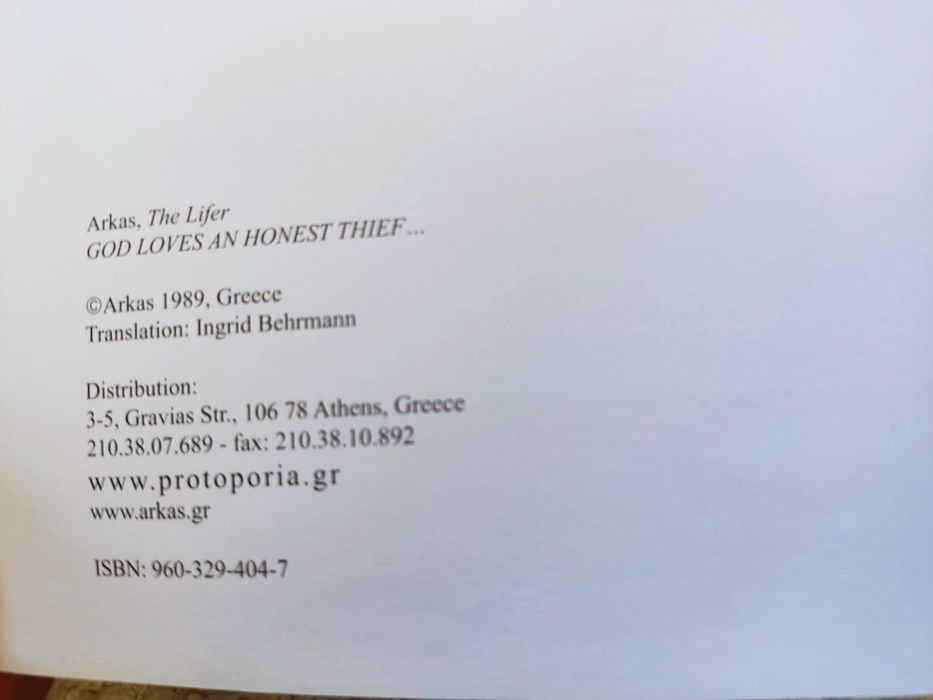 Arkas, The Lifer
GOD LOVES AN HONEST THIEF...
©Arkas 1989, Greece
Translation: Ingrid Behrmann
Distribution:
3-5, Gravias Str., 106 78 Athens, Greece
210.38.07.689 - fax: 210.38.10.892
www.protoporia.gr
www.arkas.gr
ISBN: 960-329-404-7